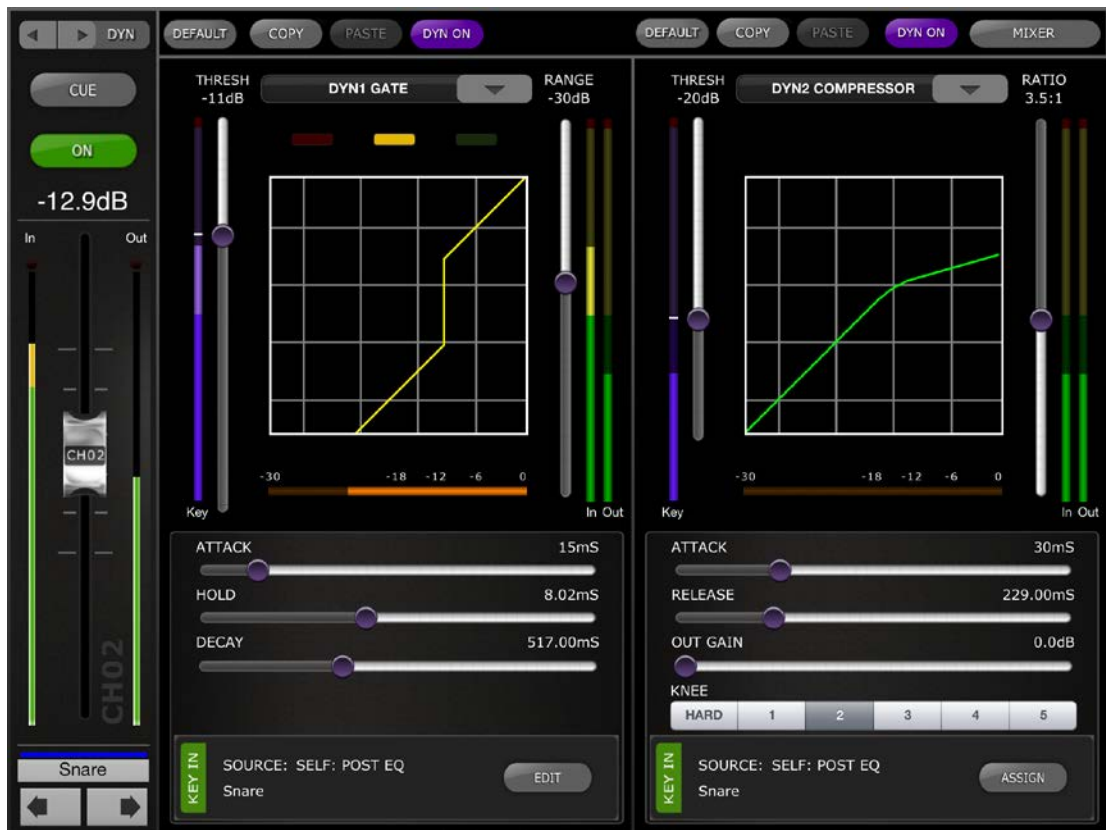 DYN
DEFAULT COPY PASTE DYN ON
DEFAULT COPY PASTE DYN ON MIXER
CUE
ON
-12.9dB
In Out
CH02
CH02
Snare
THRESH
-11dB
DYN1 GATE
RANGE
-30dB
-30 -18 -12 -6 0
Key In Out
ATTACK 15mS
HOLD 8.02mS
DECAY 517.00mS
KEY IN
SOURCE: SELF: POST EQ
Snare
EDIT
THRESH
-20dB
DYN2 COMPRESSOR
RATIO
3.5:1
-30 -18 -12 -6 0
Key In Out
ATTACK 30mS
RELEASE 229.00mS
OUT GAIN 0.0dB
KNEE
HARD 1 2 3 4 5
KEY IN
SOURCE: SELF: POST EQ
Snare
ASSIGN